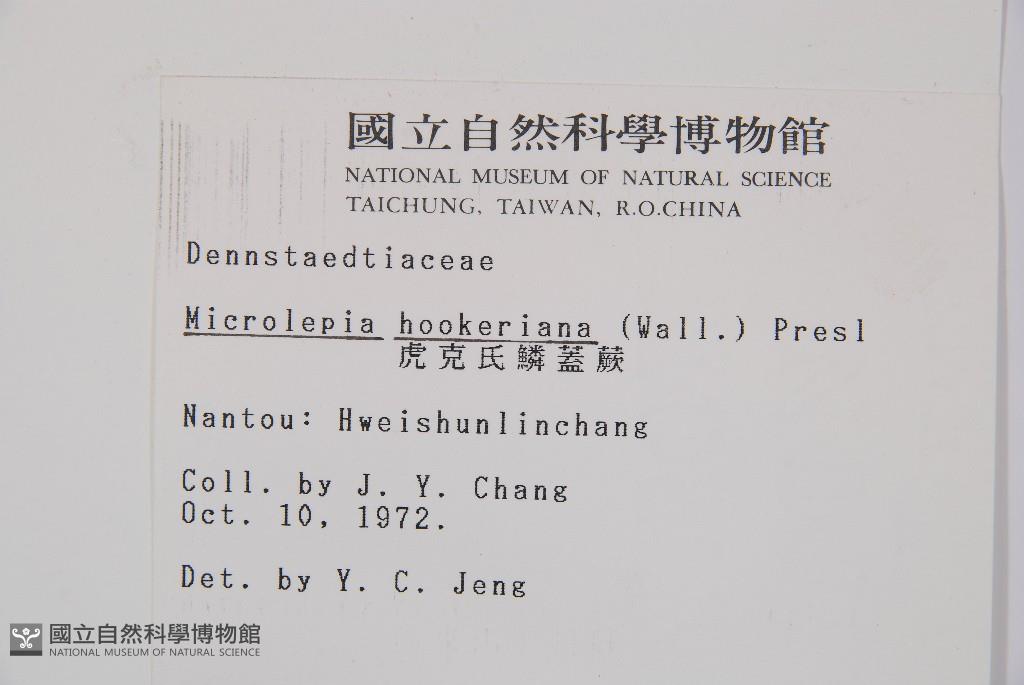 國立自然科學博物館
NATIONAL MUSEUM OF NATURAL SCIENCE
TAICHUNG, TAIWAN, R.O.CHINA
Dennstaedtiaceae
Microlepia hookeriana (Wall.) Presl
虎克氏鱗蓋蕨
Nantou: Hweishunlinchang
Coll. by J. Y. Chang
Oct. 10, 1972.
Det. by Y. C. Jeng
國立自然科學博物館
NATIONAL MUSEUM OF NATURAL SCIENCE